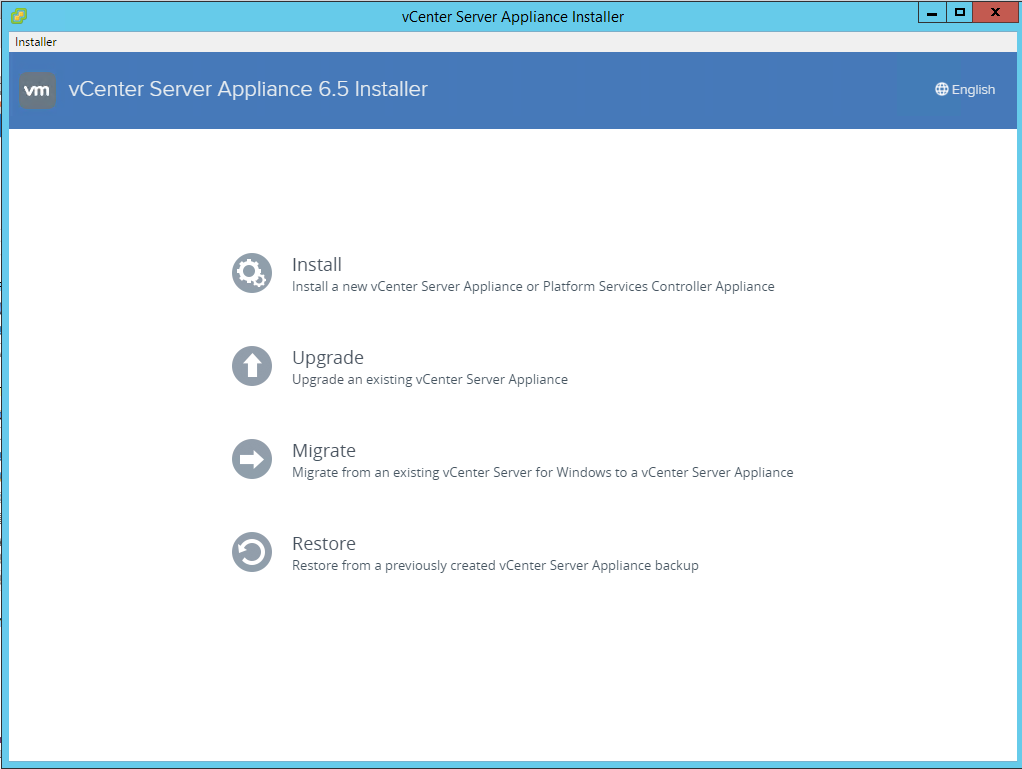 vCenter Server Appliance Installer
Installer
vm vCenter Server Appliance 6.5 Installer English
Install
Install a new vCenter Server Appliance or Platform Services Controller Appliance
Upgrade
Upgrade an existing vCenter Server Appliance
Migrate
Migrate from an existing vCenter Server for Windows to a vCenter Server Appliance
Restore
Restore from a previously created vCenter Server Appliance backup